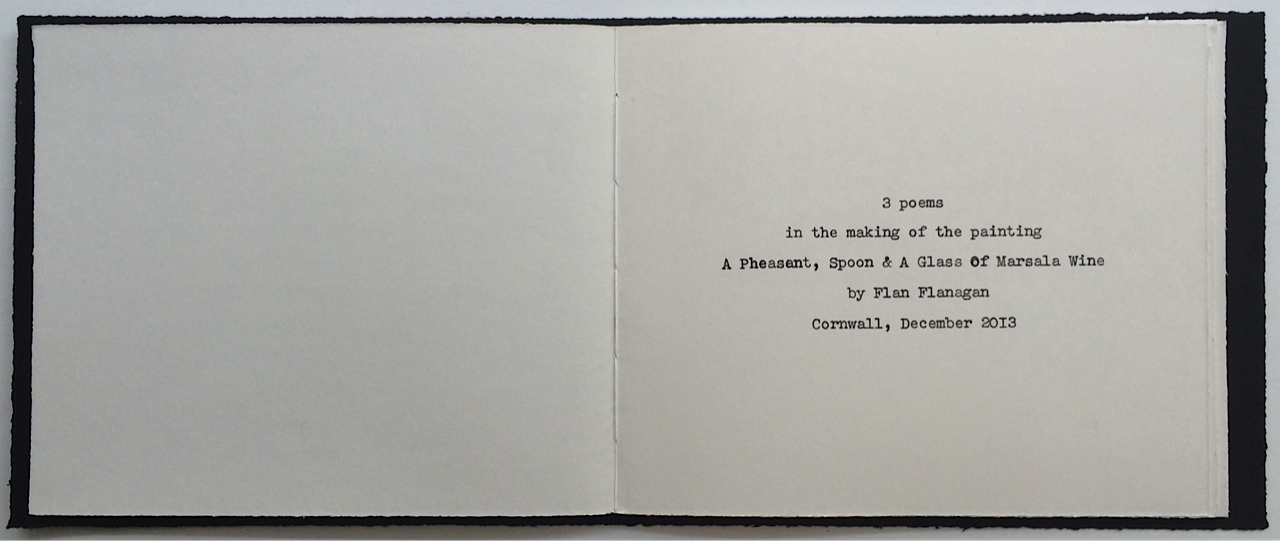 3 poems
in the making of the painting
A Pheasant, Spoon & A Glass Of Marsala Wine
by Flan Flanagan
Cornwall, December 20I3